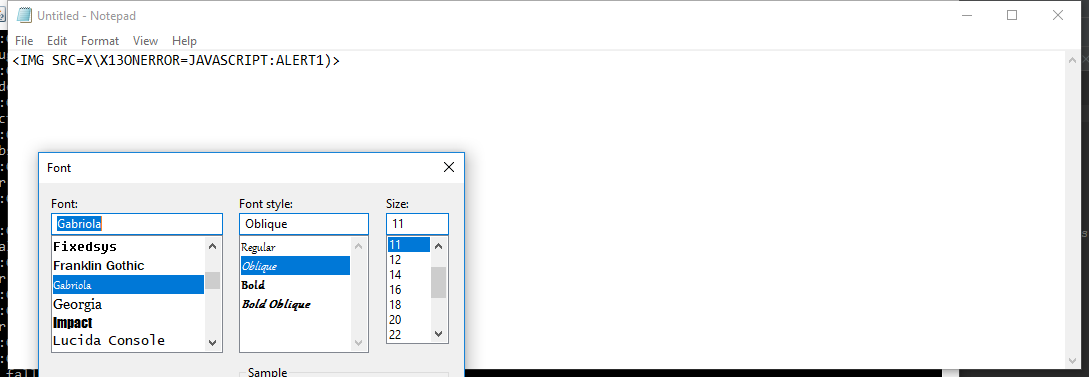 Untitled - Notepad
File Edit Format View Help
<IMG SRC=X\X13ONERROR=JAVASCRIPT:ALERT1)>
Font
Font: Font style: Size:
Gabriola Oblique 11
Fixedsys Regular 11
Franklin Gothic Oblique 12
Gabriola Bold 14
Georgia Bold Oblique 16
Impact 18
Lucida Console 20
22
Sample